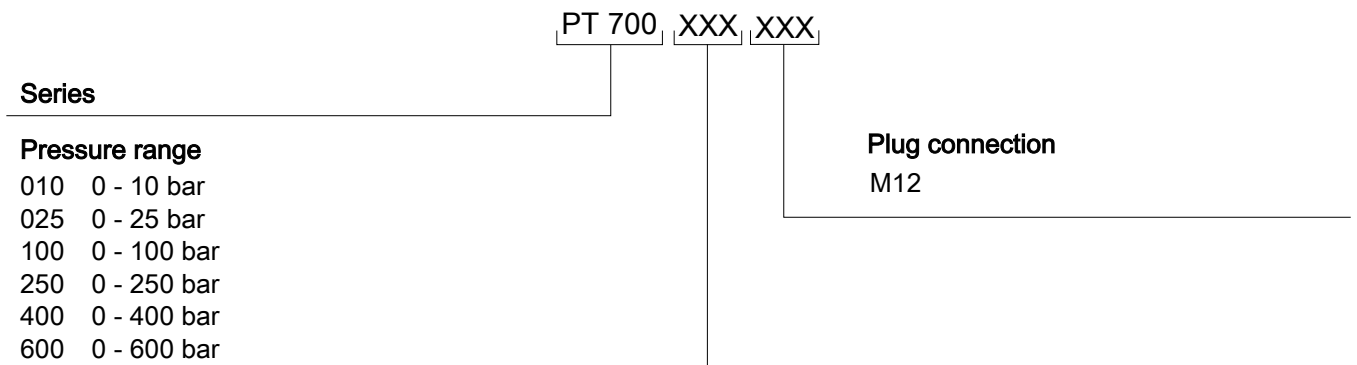 PT 700 XXX XXX
Series
Pressure range
010 0 - 10 bar
025 0 - 25 bar
100 0 - 100 bar
250 0 - 250 bar
400 0 - 400 bar
600 0 - 600 bar
Plug connection
M12